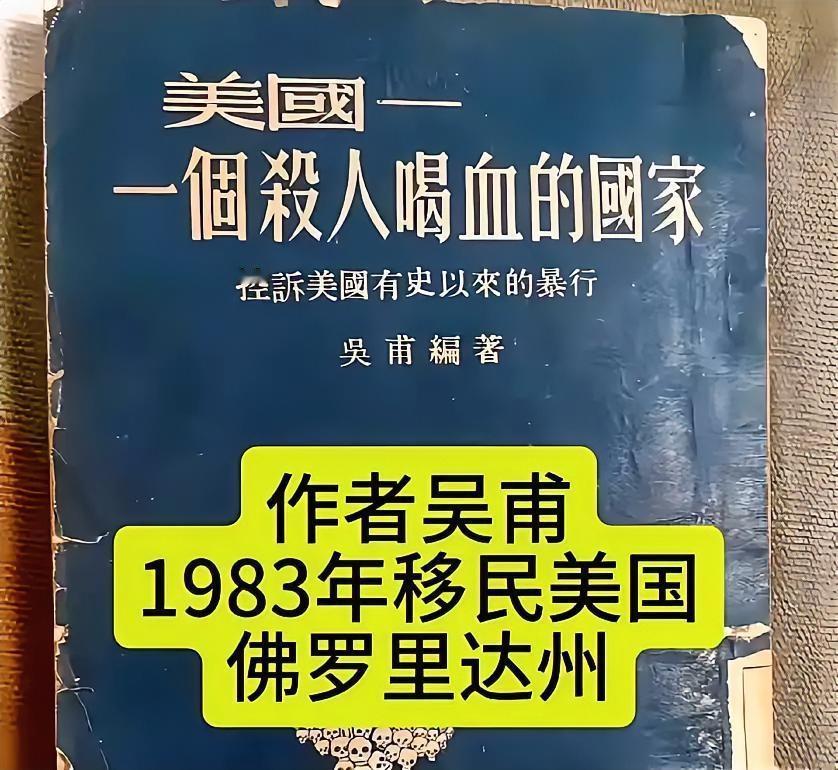 美國一
一個殺人喝血的國家
控訴美國有史以來的暴行
吳甫編著
作者吴甫
1983年移民美国
佛罗里达州